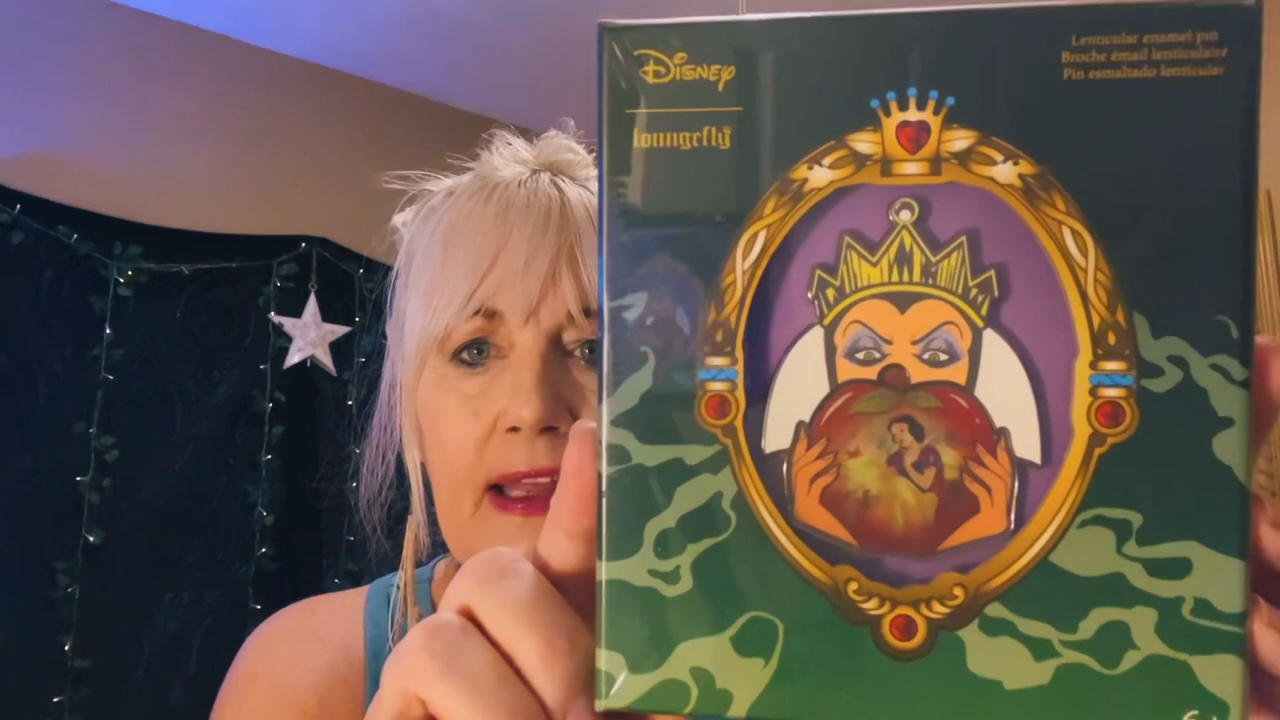 Disney
loungefly
Lenticular enamel pin
Broche émail lenticulaire
Pin esmaltado lenticular